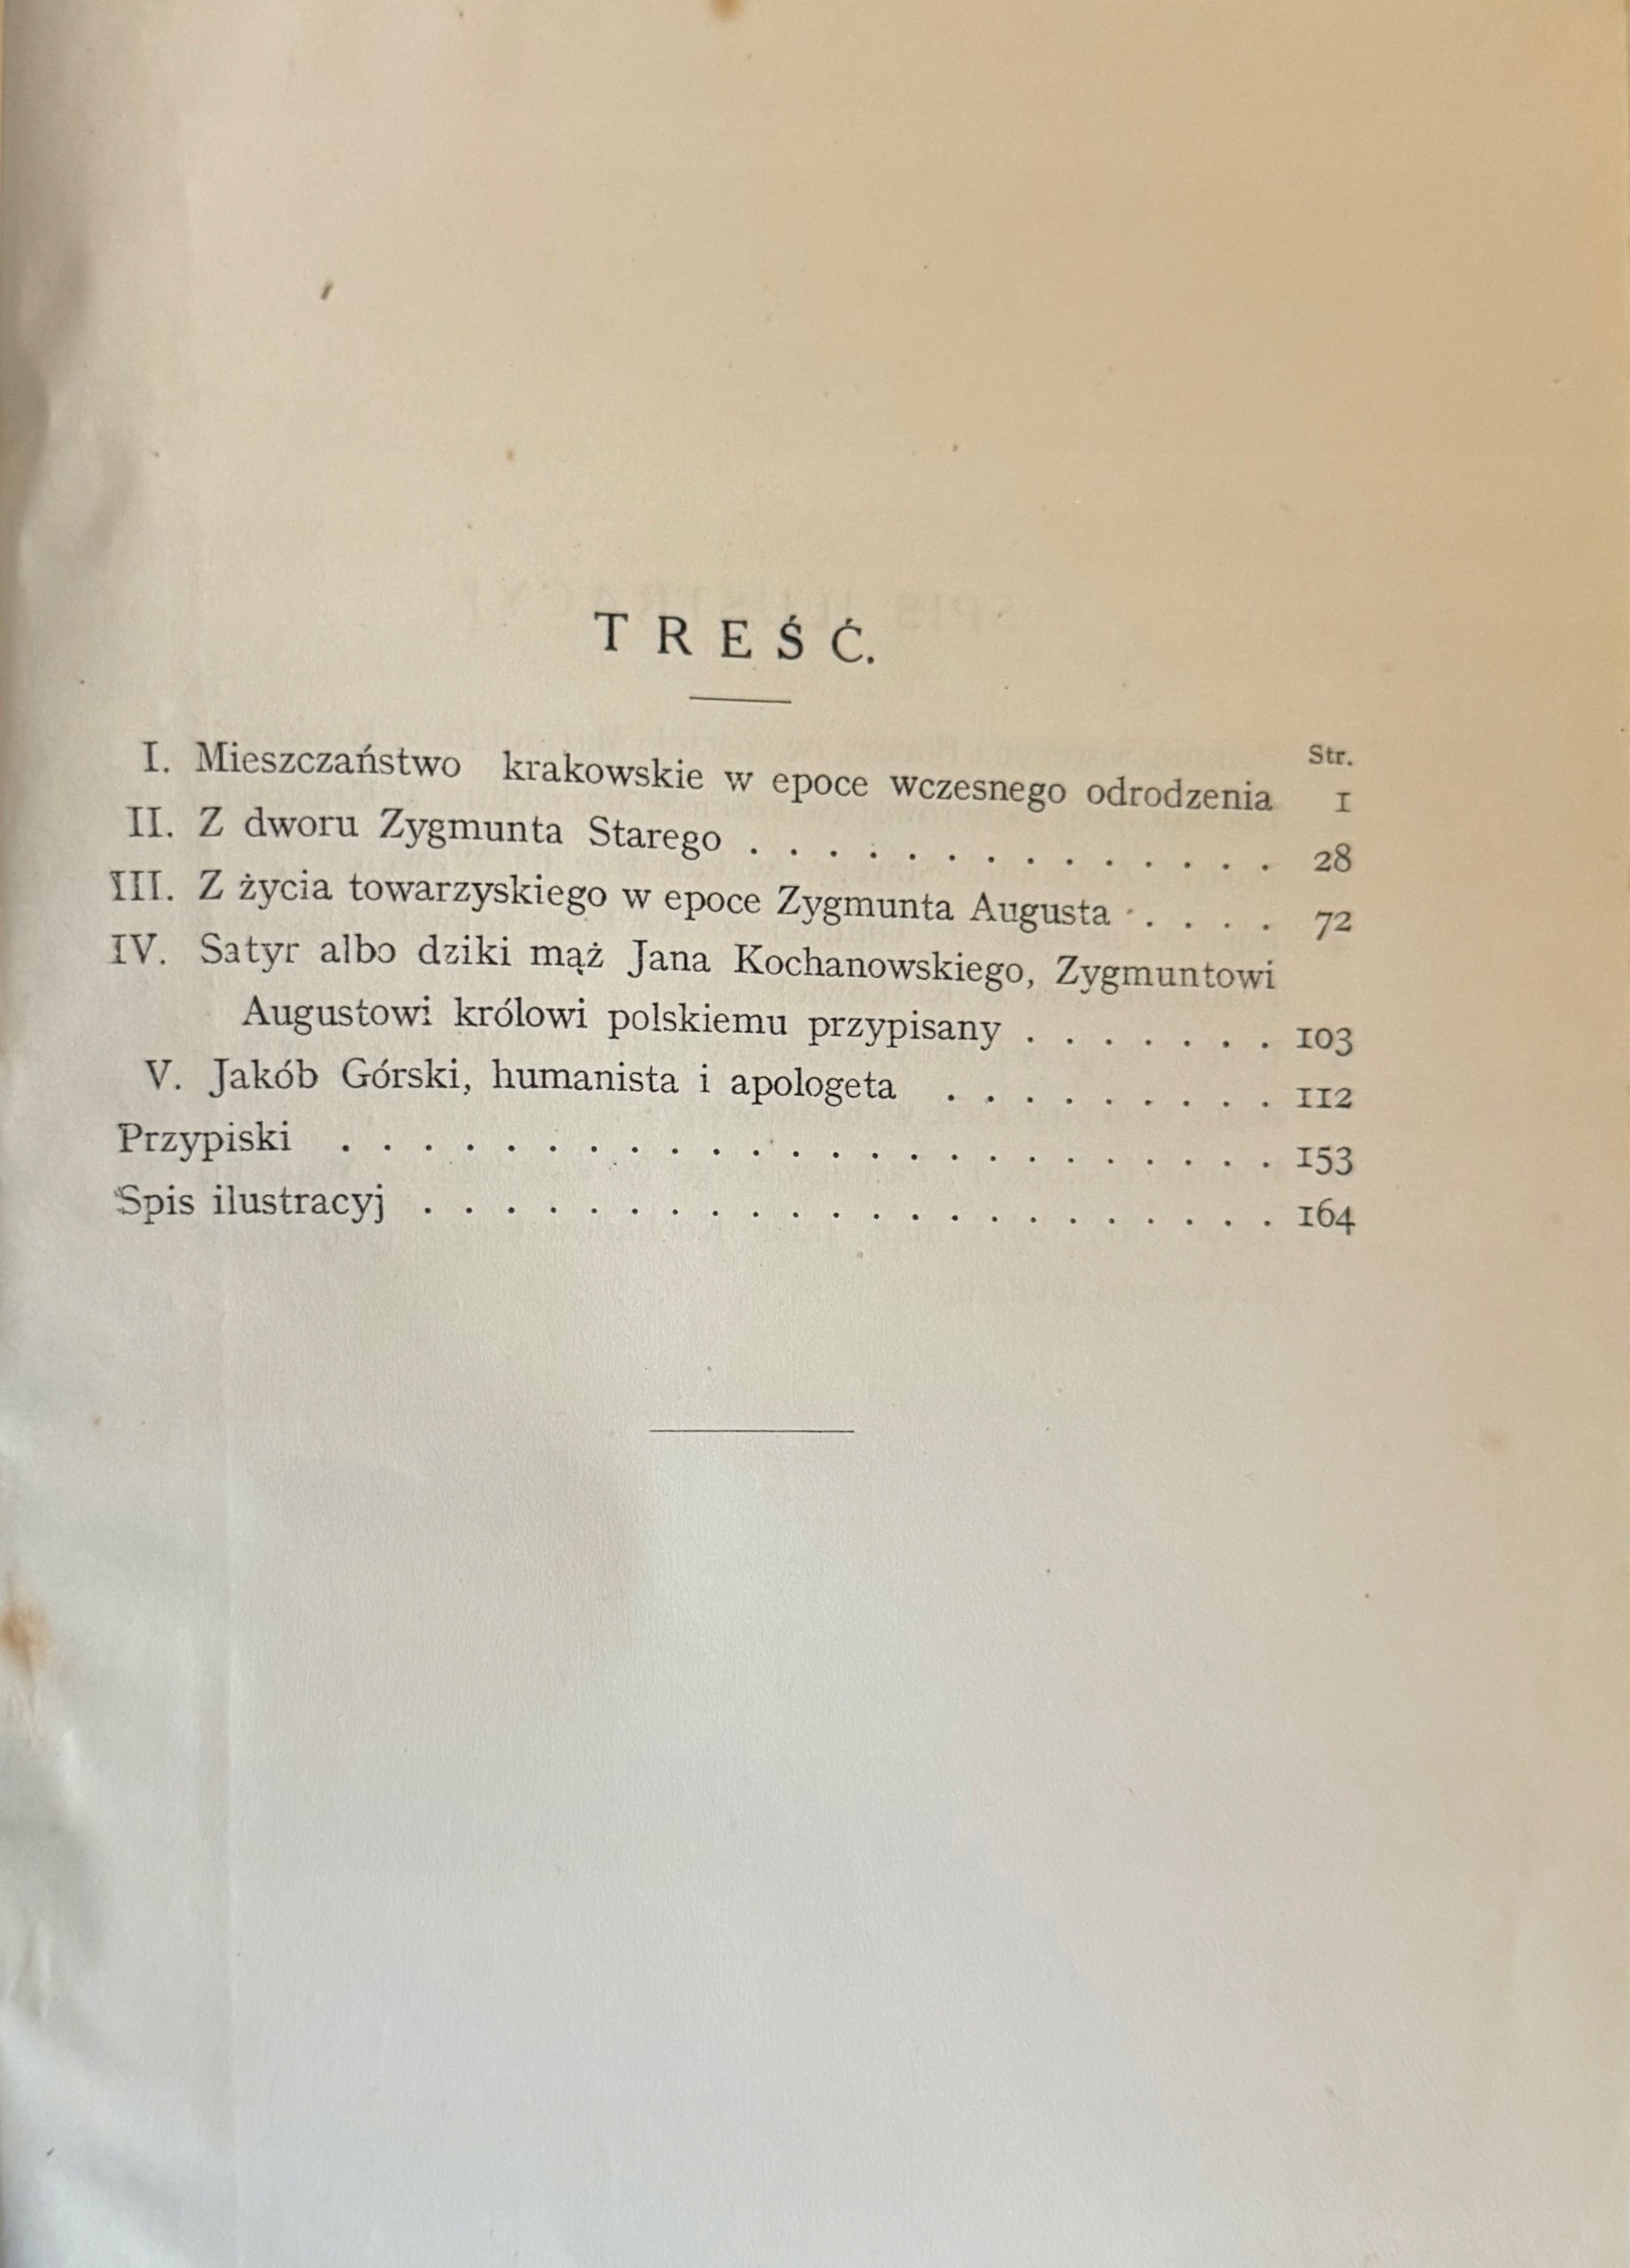 TREŚĆ.
Str.
I. Mieszczaństwo krakowskie w epoce wczesnego odrodzenia 1
II. Z dworu Zygmunta Starego . . . . . . . . . . . . . . 28
III. Z życia towarzyskiego w epoce Zygmunta Augusta . . . . . 72
IV. Satyr albo dziki mąż Jana Kochanowskiego, Zygmuntowi
Augustowi królowi polskiemu przypisany . . . . . . . 103
V. Jakób Górski, humanista i apologeta . . . . . . . . . 112
Przypiski . . . . . . . . . . . . . . . . . . . . . . . . 153
Spis ilustracyj . . . . . . . . . . . . . . . . . . . . . . 164